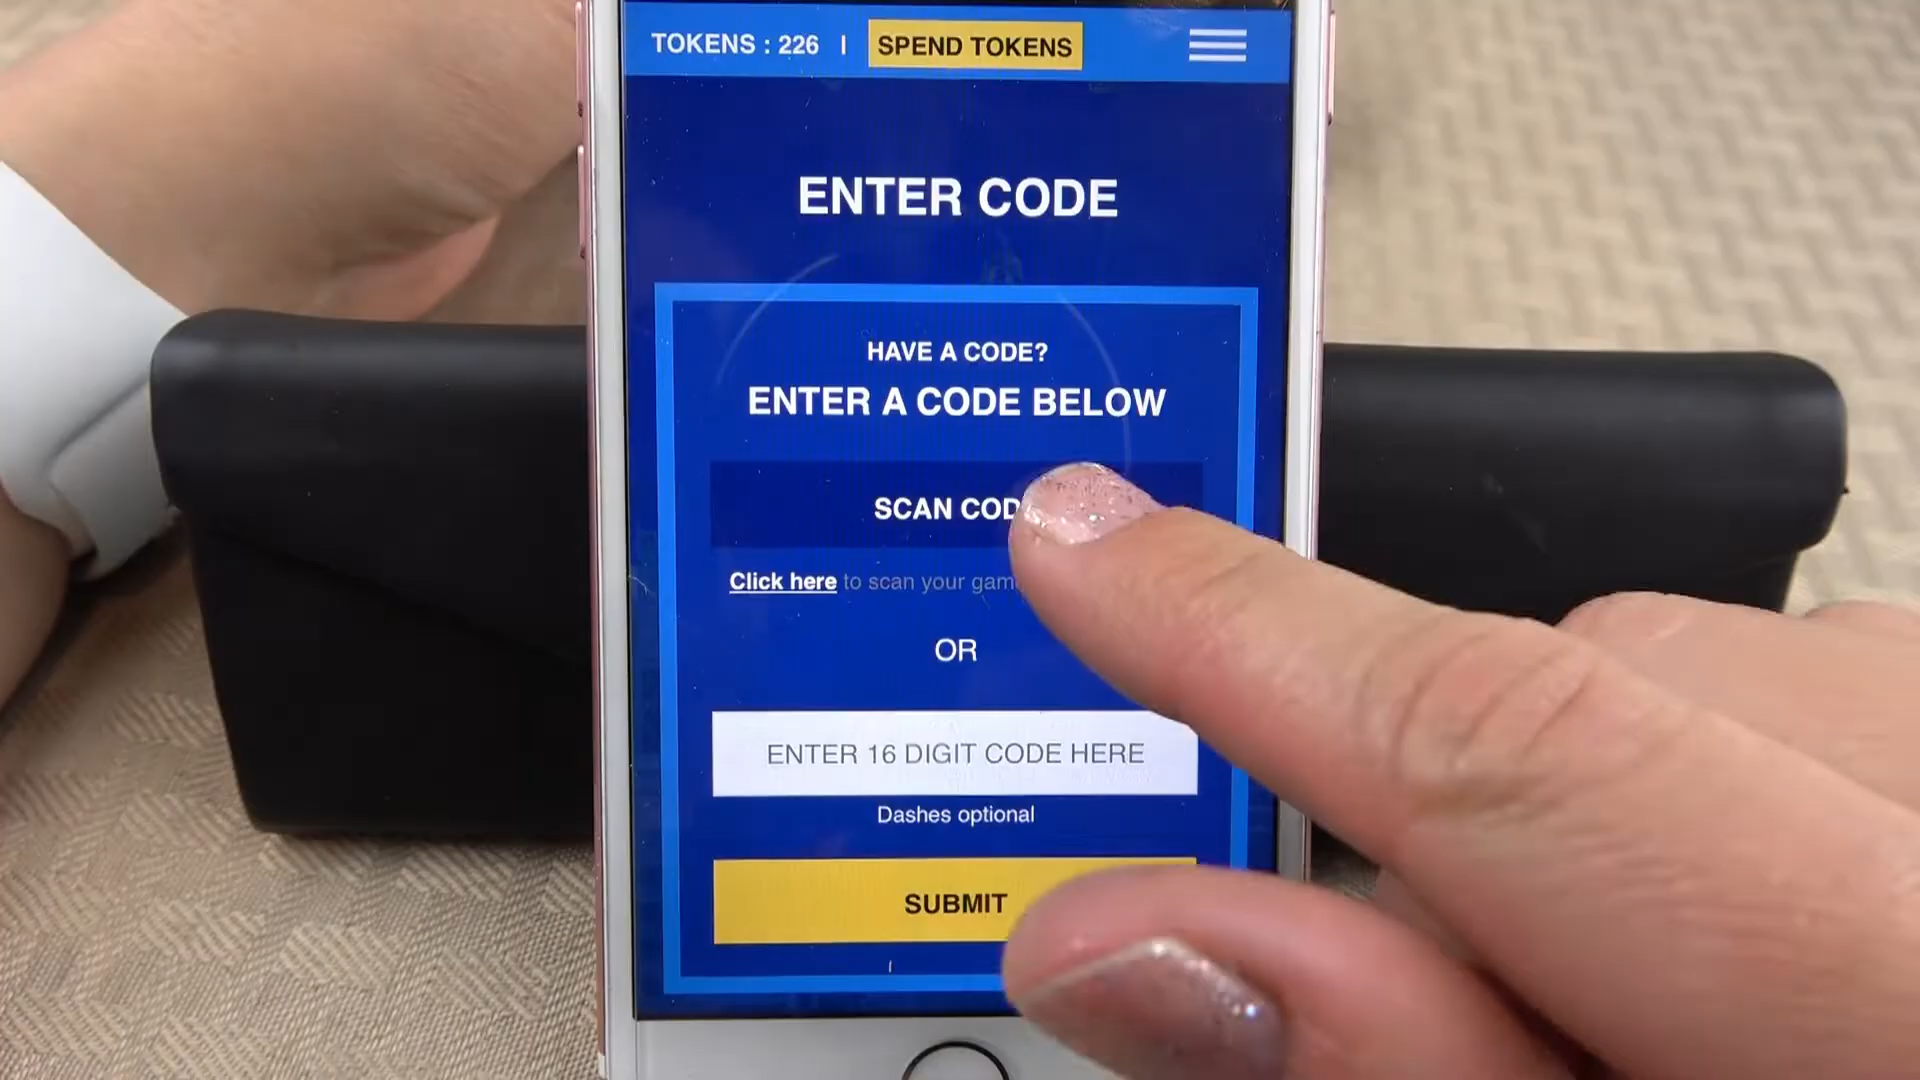 TOKENS : 226 | SPEND TOKENS
ENTER CODE
HAVE A CODE?
ENTER A CODE BELOW
SCAN COD
Click here to scan your gam
OR
ENTER 16 DIGIT CODE HERE
Dashes optional
SUBMIT